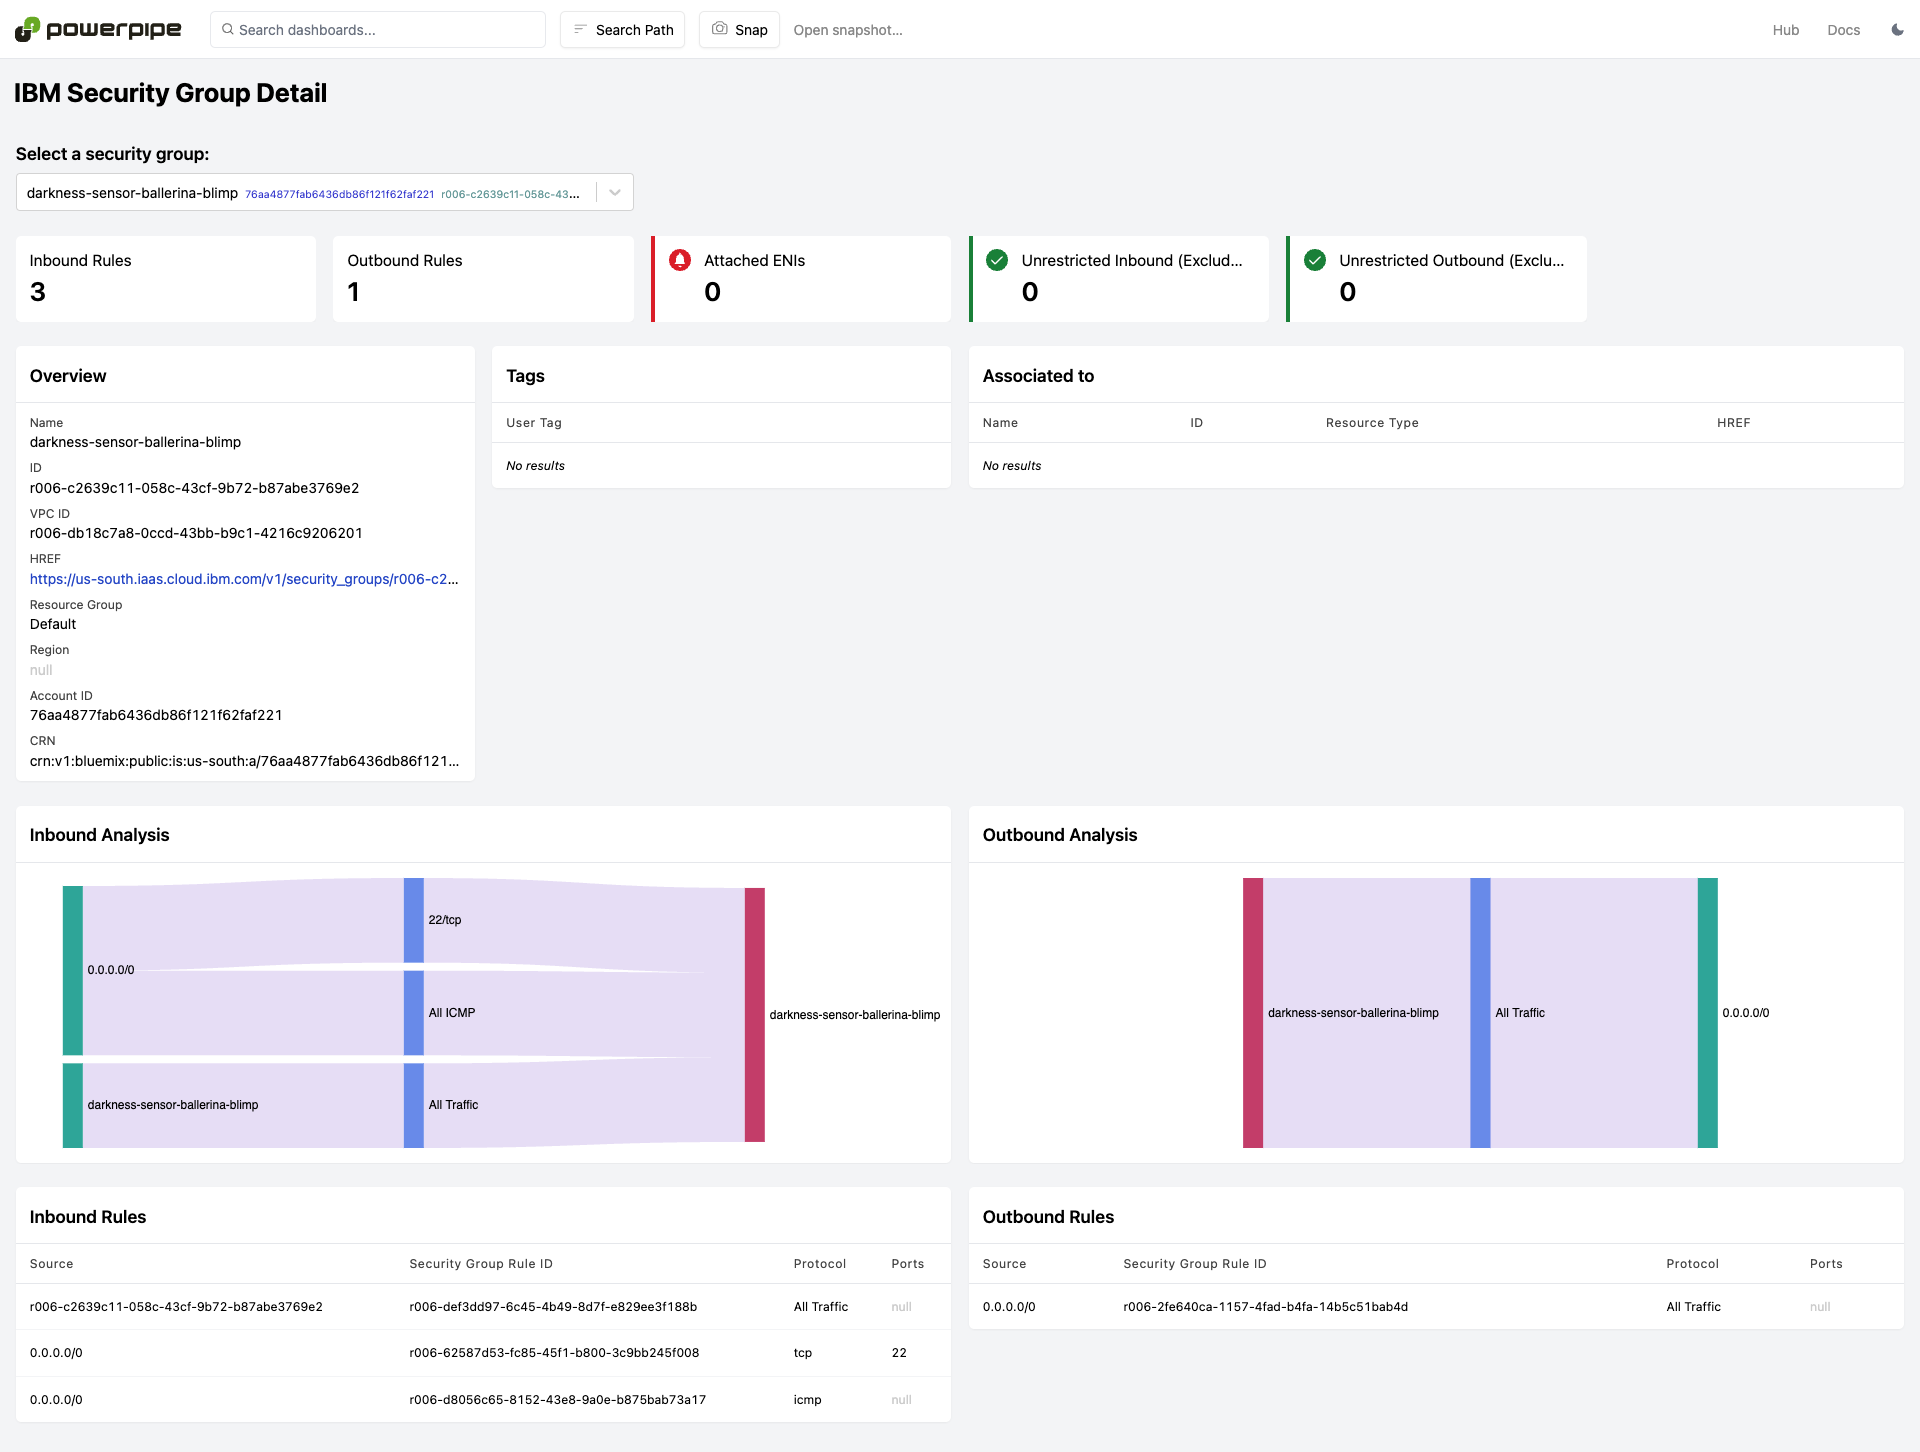 powerpipe
Search dashboards...
Search Path
Snap
Open snapshot...
Hub
Docs
IBM Security Group Detail
Select a security group:
darkness-sensor-ballerina-blimp 76aa4877fab6436db86f121f62faf221 r006-c2639c11-058c-43...
Inbound Rules
3
Outbound Rules
1
Attached ENIs
0
Unrestricted Inbound (Exclud...
0
Unrestricted Outbound (Exclu...
0
Overview
Name
darkness-sensor-ballerina-blimp
ID
r006-c2639c11-058c-43cf-9b72-b87abe3769e2
VPC ID
r006-db18c7a8-0ccd-43bb-b9c1-4216c9206201
HREF
https://us-south.iaas.cloud.ibm.com/v1/security_groups/r006-c2...
Resource Group
Default
Region
null
Account ID
76aa4877fab6436db86f121f62faf221
CRN
crn:v1:bluemix:public:is:us-south:a/76aa4877fab6436db86f121...
Tags
User Tag
No results
Associated to
Name ID Resource Type HREF
No results
Inbound Analysis
22/tcp
0.0.0.0/0
All ICMP
darkness-sensor-ballerina-blimp
darkness-sensor-ballerina-blimp
All Traffic
Outbound Analysis
darkness-sensor-ballerina-blimp
All Traffic
0.0.0.0/0
Inbound Rules
Source Security Group Rule ID Protocol Ports
r006-c2639c11-058c-43cf-9b72-b87abe3769e2 r006-def3dd97-6c45-4b49-8d7f-e829ee3f188b All Traffic null
0.0.0.0/0 r006-62587d53-fc85-45f1-b800-3c9bb245f008 tcp 22
0.0.0.0/0 r006-d8056c65-8152-43e8-9a0e-b875bab73a17 icmp null
Outbound Rules
Source Security Group Rule ID Protocol Ports
0.0.0.0/0 r006-2fe640ca-1157-4fad-b4fa-14b5c51bab4d All Traffic null